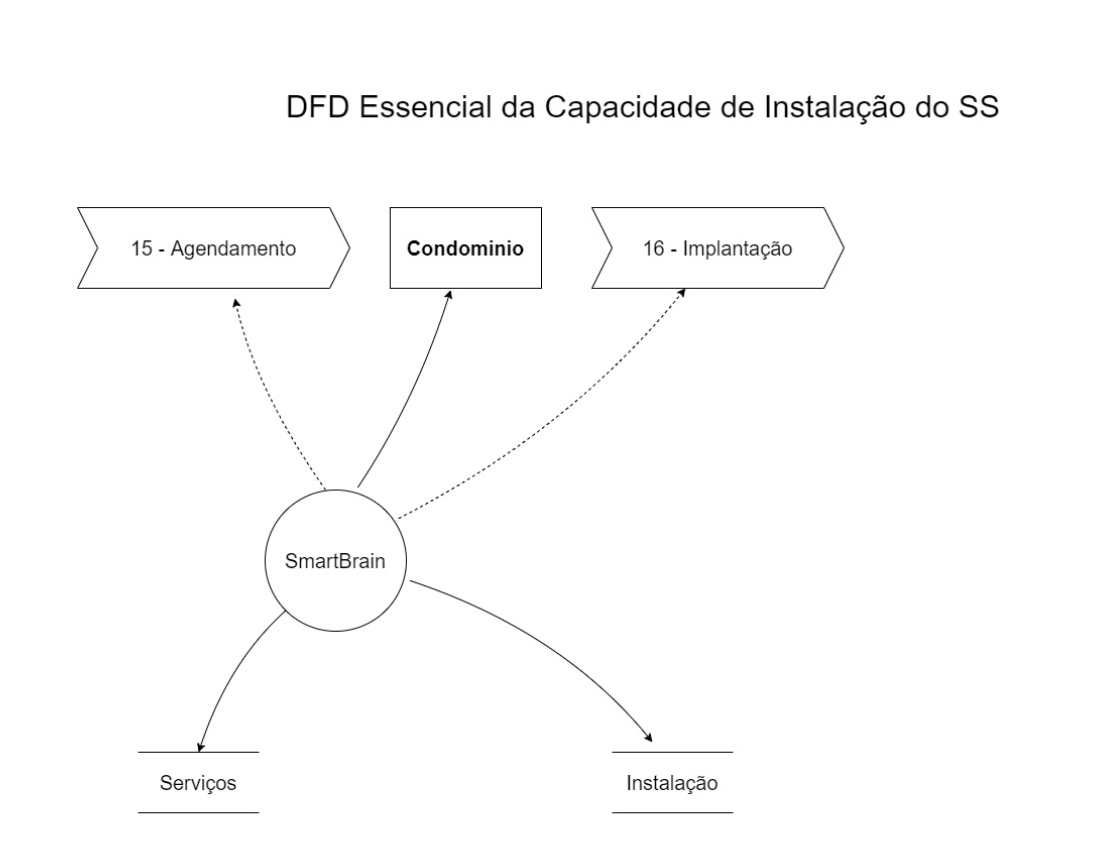 DFD Essencial da Capacidade de Instalação do SS
15 - Agendamento
Condominio
16 - Implantação
SmartBrain
Serviços
Instalação